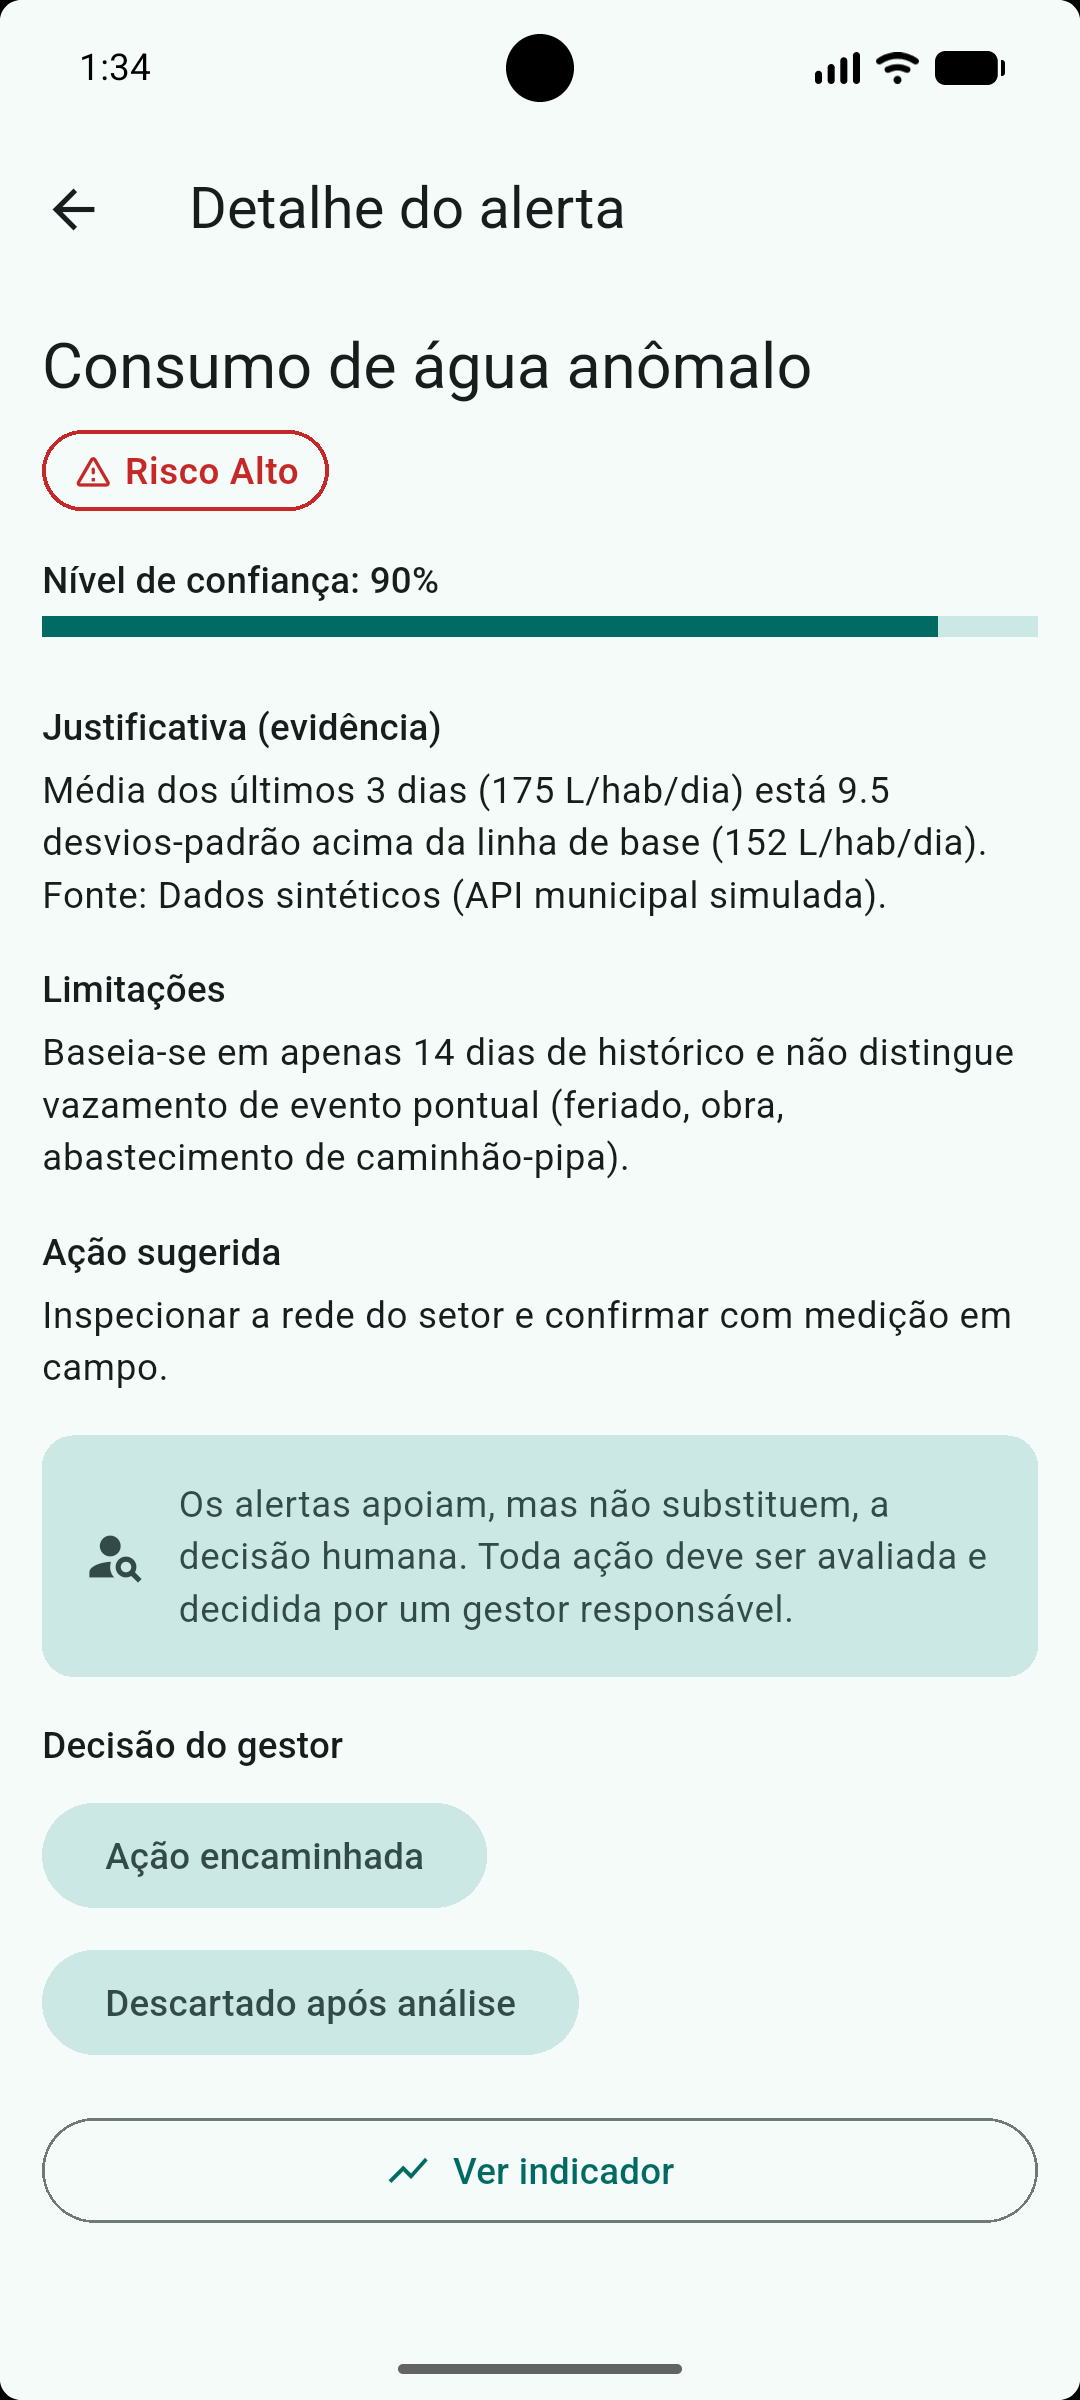 1:34
Detalhe do alerta
Consumo de água anômalo
Risco Alto
Nível de confiança: 90%
Justificativa (evidência)
Média dos últimos 3 dias (175 L/hab/dia) está 9.5
desvios-padrão acima da linha de base (152 L/hab/dia).
Fonte: Dados sintéticos (API municipal simulada).
Limitações
Baseia-se em apenas 14 dias de histórico e não distingue
vazamento de evento pontual (feriado, obra,
abastecimento de caminhão-pipa).
Ação sugerida
Inspecionar a rede do setor e confirmar com medição em
campo.
Os alertas apoiam, mas não substituem, a
decisão humana. Toda ação deve ser avaliada e
decidida por um gestor responsável.
Decisão do gestor
Ação encaminhada
Descartado após análise
Ver indicador